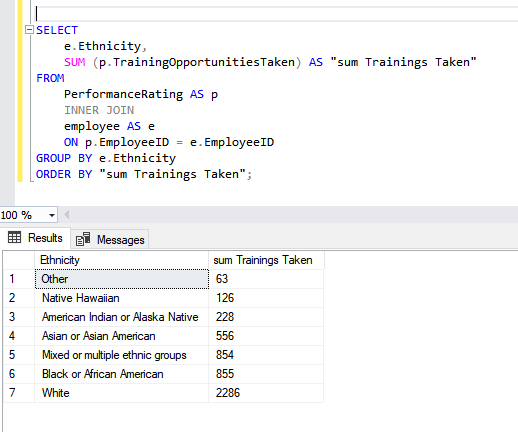 SELECT
e.Ethnicity,
SUM (p.TrainingOpportunitiesTaken) AS "sum Trainings Taken"
FROM
PerformanceRating AS p
INNER JOIN
employee AS e
ON p.EmployeeID = e.EmployeeID
GROUP BY e.Ethnicity
ORDER BY "sum Trainings Taken";
100 %
Results Messages
Ethnicity sum Trainings Taken
1 Other 63
2 Native Hawaiian 126
3 American Indian or Alaska Native 228
4 Asian or Asian American 556
5 Mixed or multiple ethnic groups 854
6 Black or African American 855
7 White 2286